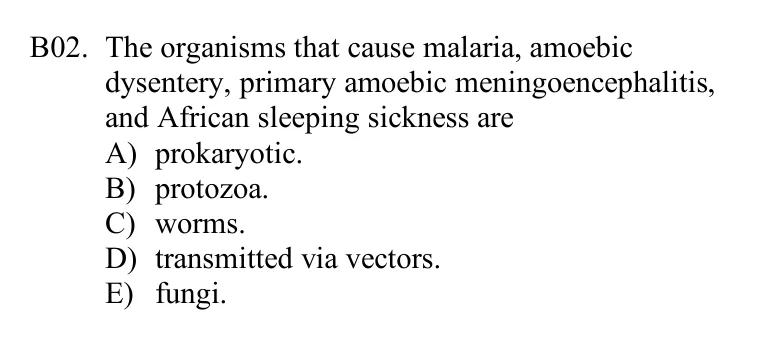 B02. The organisms that cause malaria, amoebic
dysentery, primary amoebic meningoencephalitis,
and African sleeping sickness are
A) prokaryotic.
B) protozoa.
C) worms.
D) transmitted via vectors.
E) fungi.